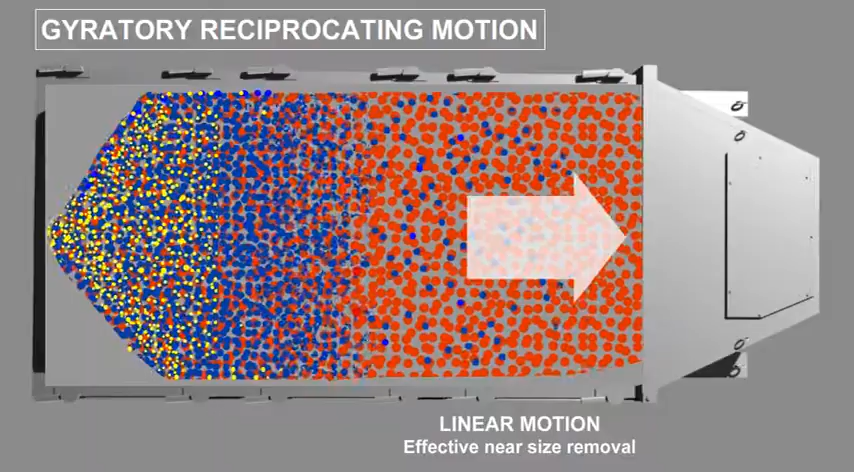 GYRATORY RECIPROCATING MOTION
LINEAR MOTION
Effective near size removal